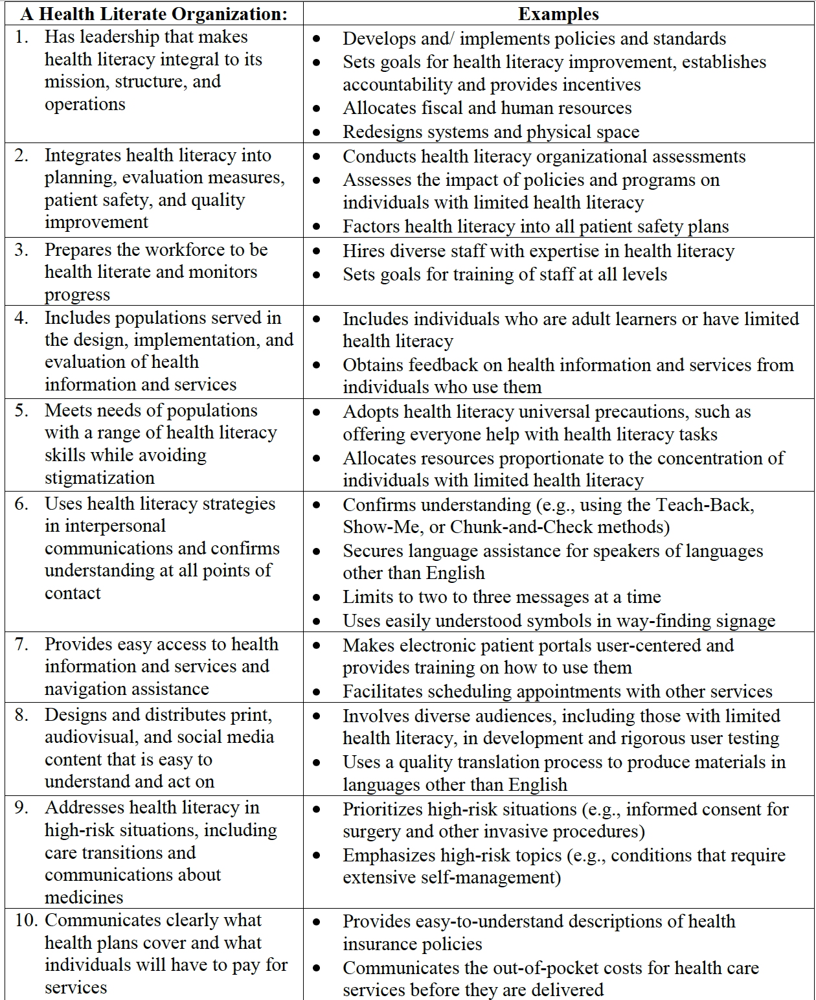 A Health Literate Organization:
Examples
1. Has leadership that makes
health literacy integral to its
mission, structure, and
operations
• Develops and/ implements policies and standards
• Sets goals for health literacy improvement, establishes
accountability and provides incentives
• Allocates fiscal and human resources
• Redesigns systems and physical space
2. Integrates health literacy into
planning, evaluation measures,
patient safety, and quality
improvement
• Conducts health literacy organizational assessments
• Assesses the impact of policies and programs on
individuals with limited health literacy
• Factors health literacy into all patient safety plans
3. Prepares the workforce to be
health literate and monitors
progress
• Hires diverse staff with expertise in health literacy
• Sets goals for training of staff at all levels
4. Includes populations served in
the design, implementation, and
evaluation of health
information and services
• Includes individuals who are adult learners or have limited
health literacy
• Obtains feedback on health information and services from
individuals who use them
5. Meets needs of populations
with a range of health literacy
skills while avoiding
stigmatization
• Adopts health literacy universal precautions, such as
offering everyone help with health literacy tasks
• Allocates resources proportionate to the concentration of
individuals with limited health literacy
6. Uses health literacy strategies
in interpersonal
communications and confirms
understanding at all points of
contact
• Confirms understanding (e.g., using the Teach-Back,
Show-Me, or Chunk-and-Check methods)
• Secures language assistance for speakers of languages
other than English
• Limits to two to three messages at a time
• Uses easily understood symbols in way-finding signage
7. Provides easy access to health
information and services and
navigation assistance
• Makes electronic patient portals user-centered and
provides training on how to use them
• Facilitates scheduling appointments with other services
8. Designs and distributes print,
audiovisual, and social media
content that is easy to
understand and act on
• Involves diverse audiences, including those with limited
health literacy, in development and rigorous user testing
• Uses a quality translation process to produce materials in
languages other than English
9. Addresses health literacy in
high-risk situations, including
care transitions and
communications about
medicines
• Prioritizes high-risk situations (e.g., informed consent for
surgery and other invasive procedures)
• Emphasizes high-risk topics (e.g., conditions that require
extensive self-management)
10. Communicates clearly what
health plans cover and what
individuals will have to pay for
services
• Provides easy-to-understand descriptions of health
insurance policies
• Communicates the out-of-pocket costs for health care
services before they are delivered